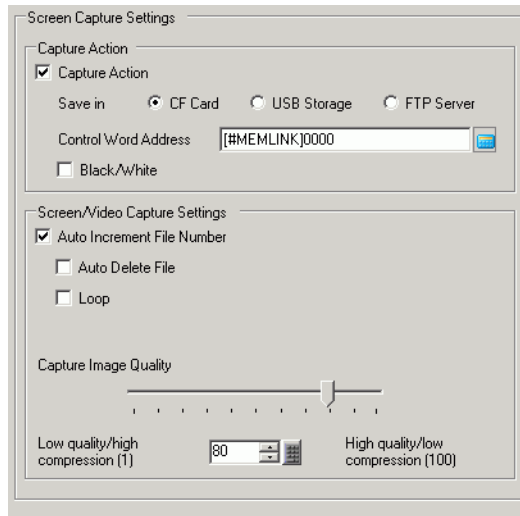 Screen Capture Settings
Capture Action
Capture Action
Save in CF Card USB Storage FTP Server
Control Word Address [#MEMLINK]0000
Black/White
Screen/Video Capture Settings
Auto Increment File Number
Auto Delete File
Loop
Capture Image Quality
Low quality/high
compression (1)
80
High quality/low
compression (100)